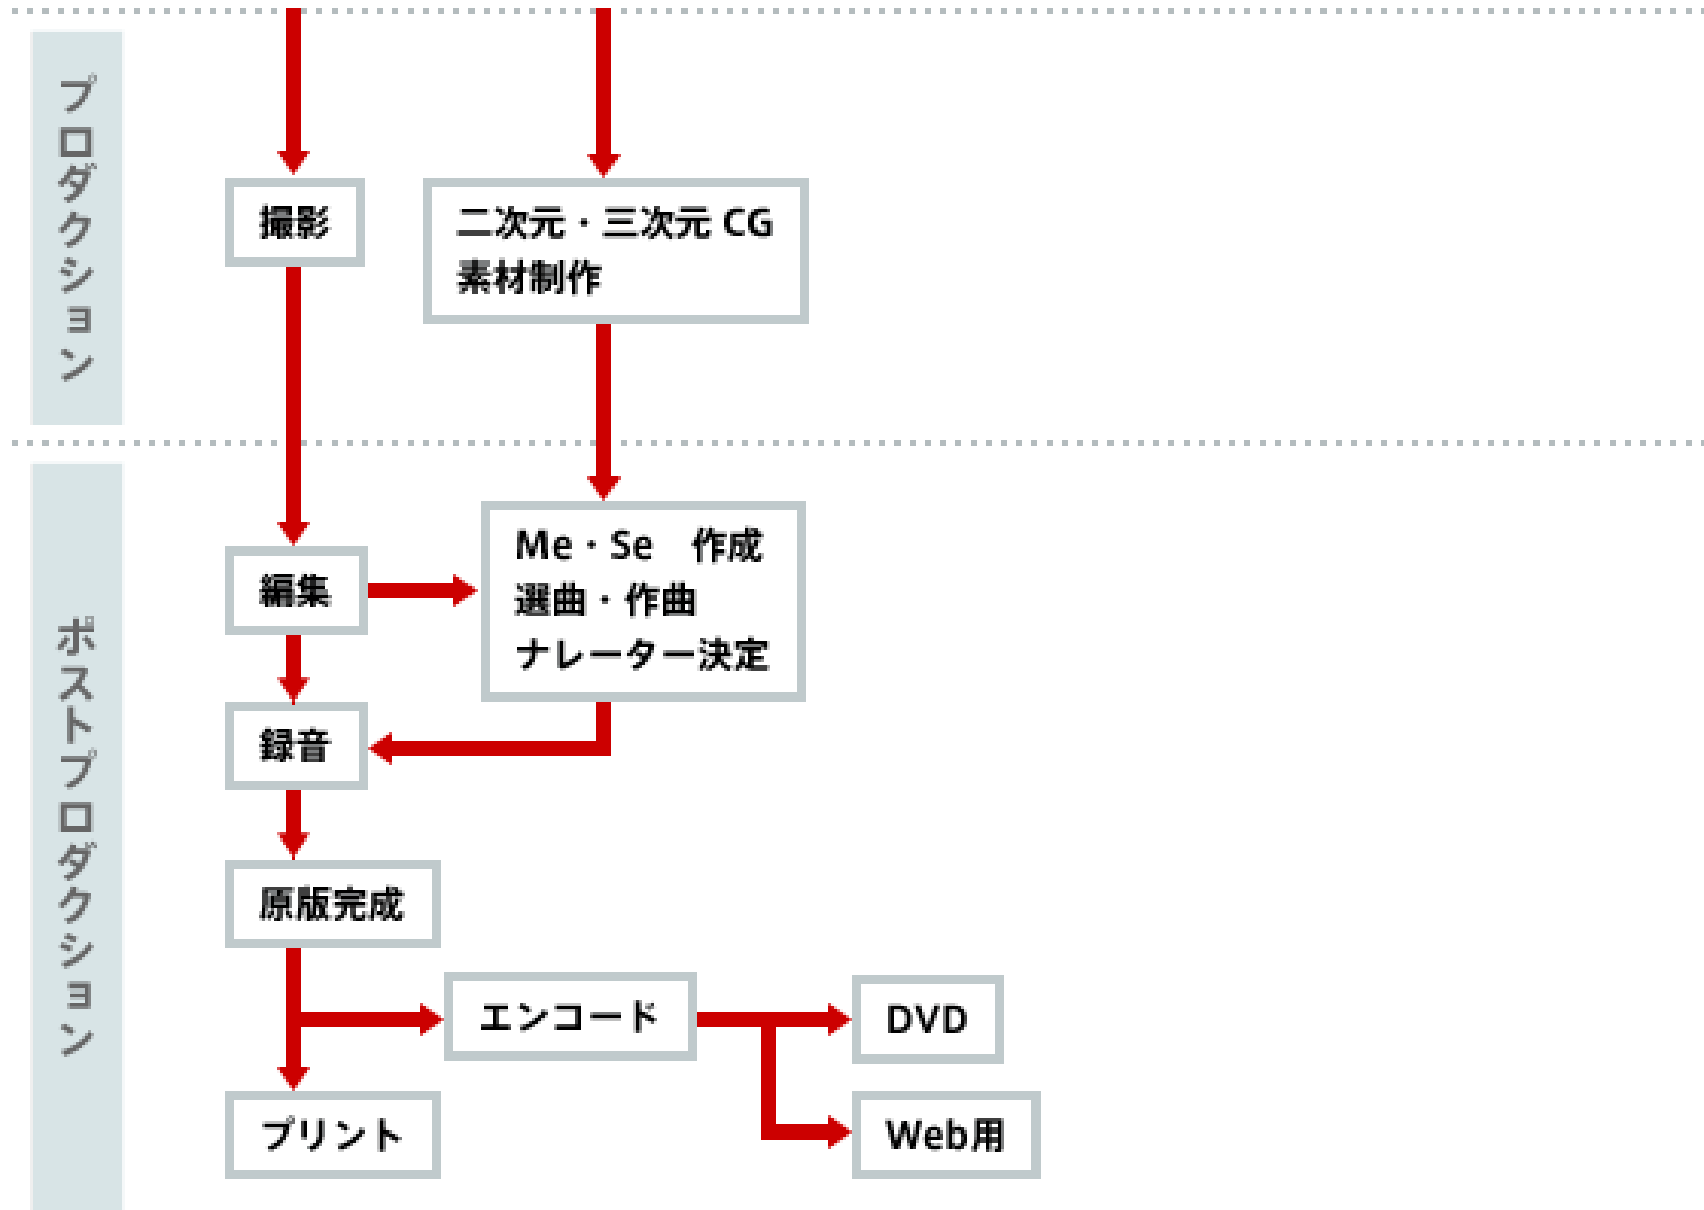 プロダクション
撮影
二次元・三次元 CG
素材制作
ポストプロダクション
編集
Me・Se　作成
選曲・作曲
ナレーター決定
録音
原版完成
エンコード
DVD
プリント
Web用